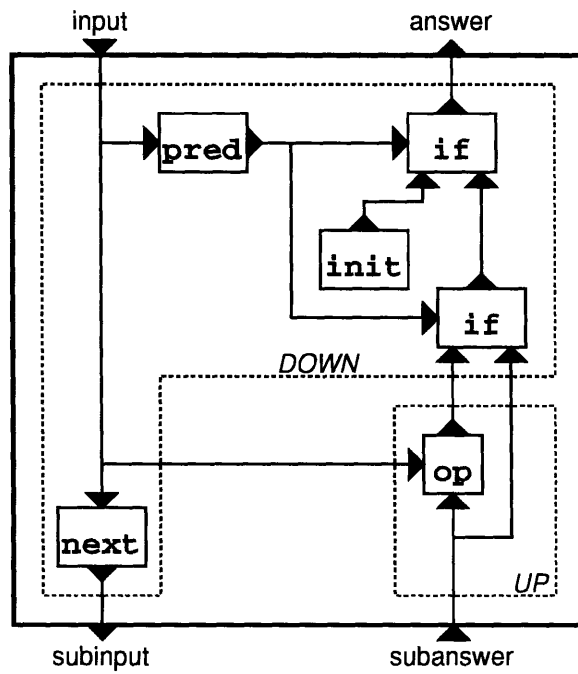 input answer
pred if
init
if
DOWN
op
next
UP
subinput subanswer